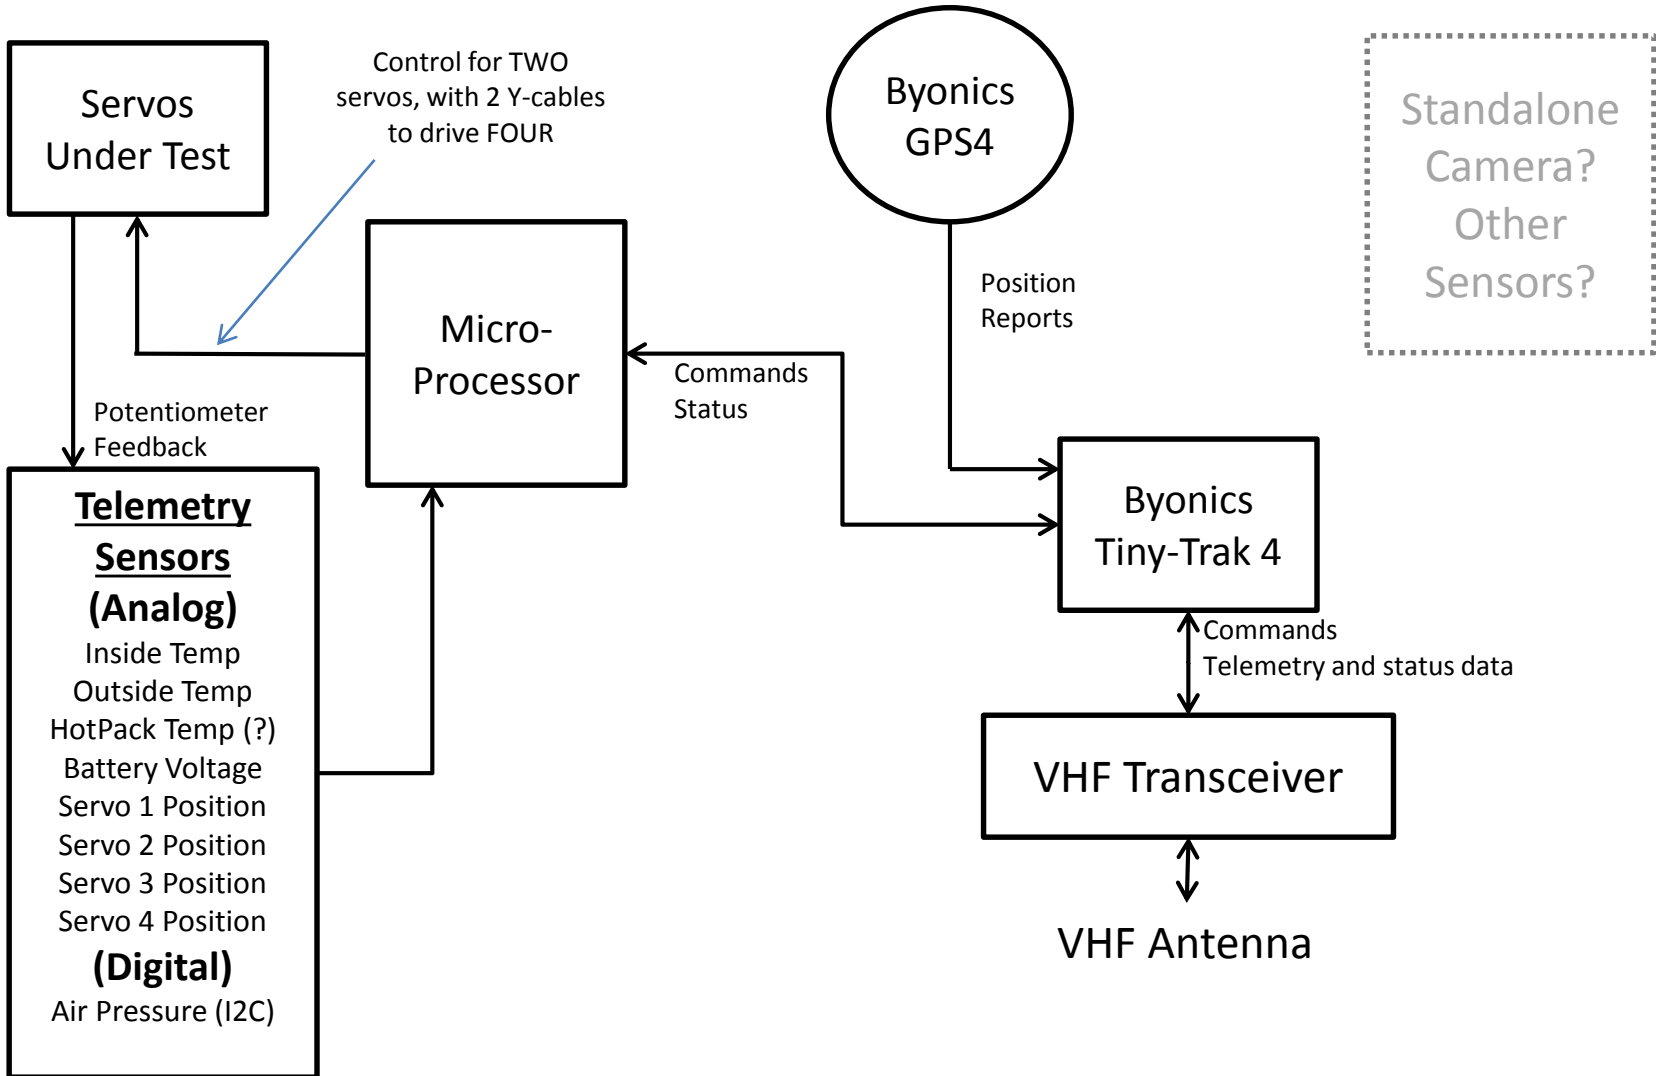 Servos
Under Test
Control for TWO
servos, with 2 Y-cables
to drive FOUR
Byonics
GPS4
Standalone
Camera?
Other
Sensors?
Micro-
Processor
Position
Reports
Commands
Status
Potentiometer
Feedback
Telemetry
Sensors
(Analog)
Inside Temp
Outside Temp
HotPack Temp (?)
Battery Voltage
Servo 1 Position
Servo 2 Position
Servo 3 Position
Servo 4 Position
(Digital)
Air Pressure (I2C)
Byonics
Tiny-Trak 4
Commands
Telemetry and status data
VHF Transceiver
VHF Antenna